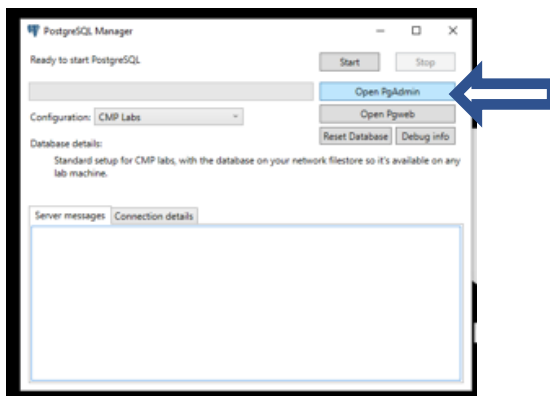 PostgreSQL Manager
Ready to start PostgreSQL
Start
Stop
Open PgAdmin
Configuration: CMP Labs
Open Pgweb
Reset Database
Debug info
Database details:
Standard setup for CMP labs, with the database on your network filestore so it's available on any
lab machine.
Server messages
Connection details